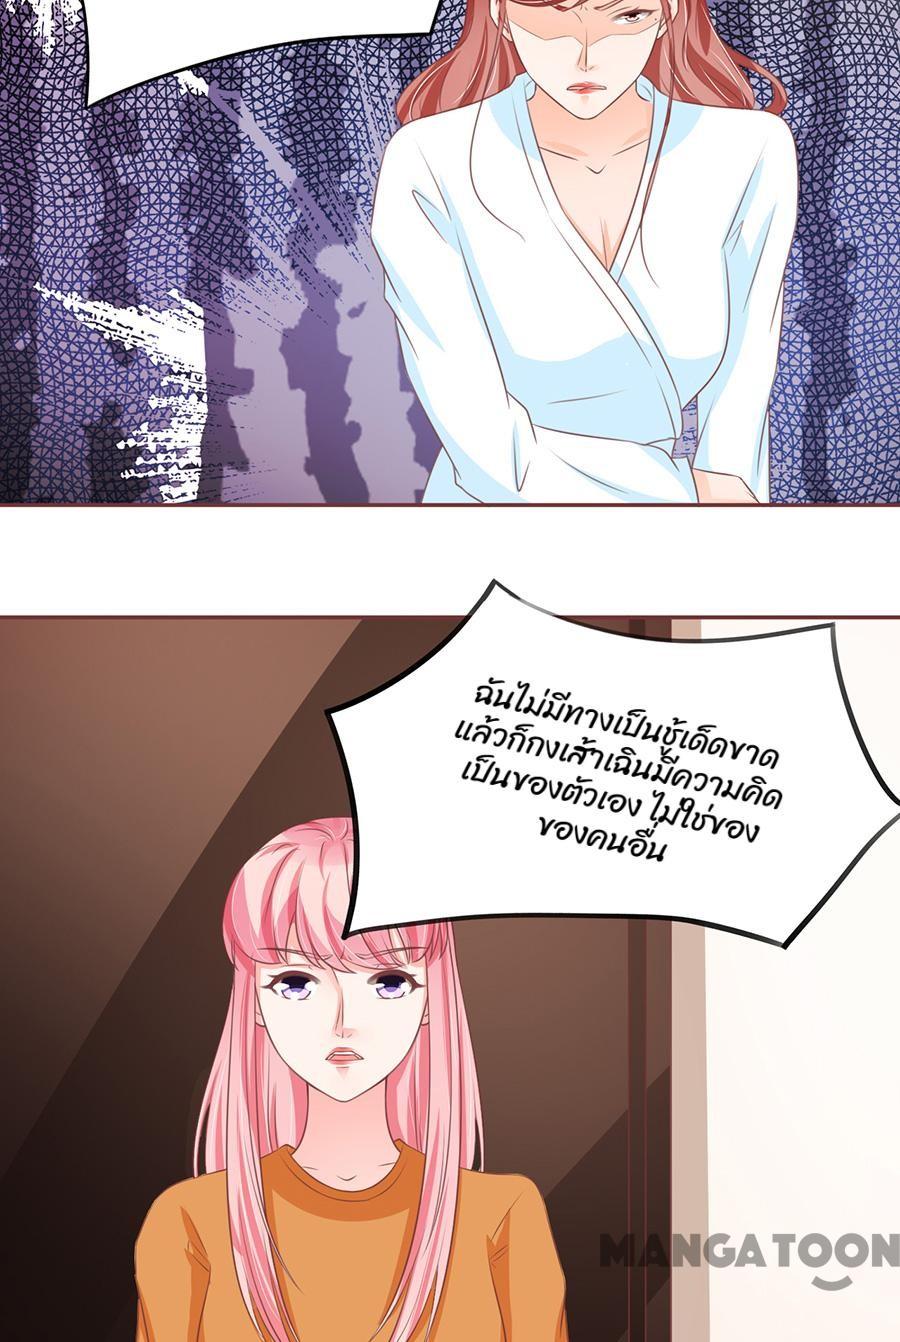 ฉันไม่มีทางเป็นชู้เด็ดขาด
แล้วก็กงเส้าเฉินมีความคิด
เป็นของตัวเอง ไม่ใช่ของ
ของคนอื่น
MANGATOON